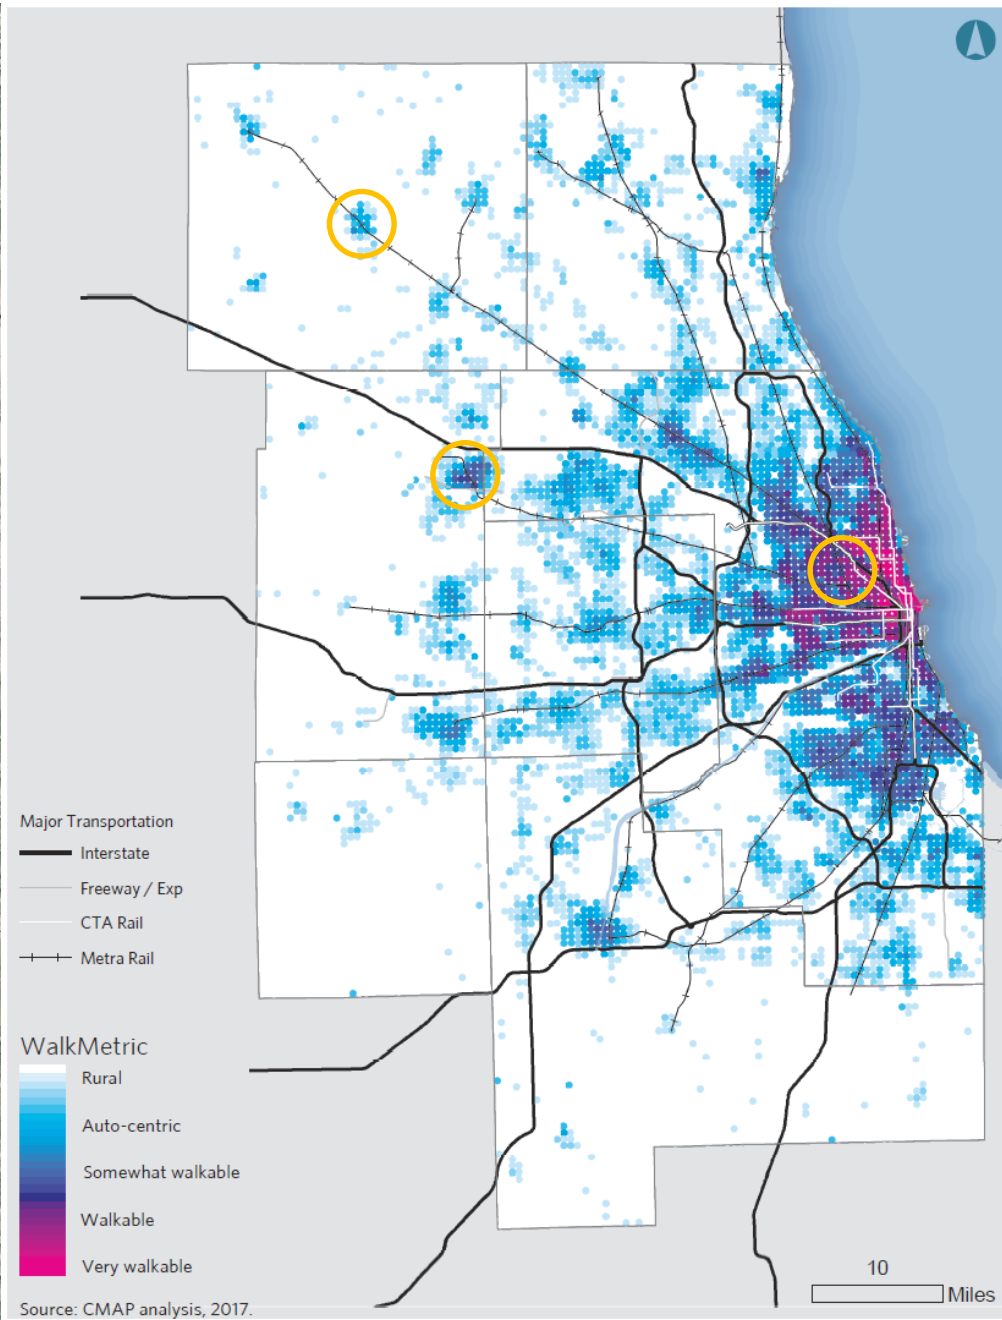 Major Transportation
Interstate
Freeway / Exp
CTA Rail
Metra Rail
WalkMetric
Rural
Auto-centric
Somewhat walkable
Walkable
Very walkable
10
Miles
Source: CMAP analysis, 2017.